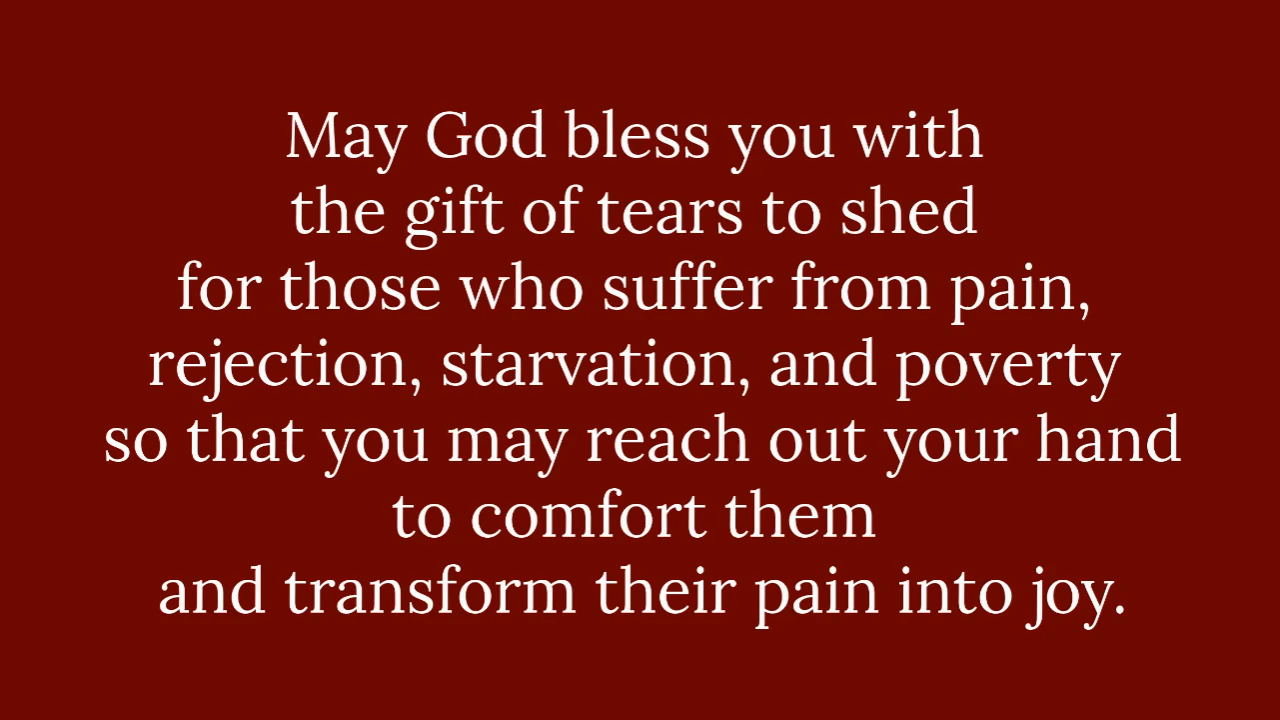 May God bless you with
the gift of tears to shed
for those who suffer from pain,
rejection, starvation, and poverty
so that you may reach out your hand
to comfort them
and transform their pain into joy.